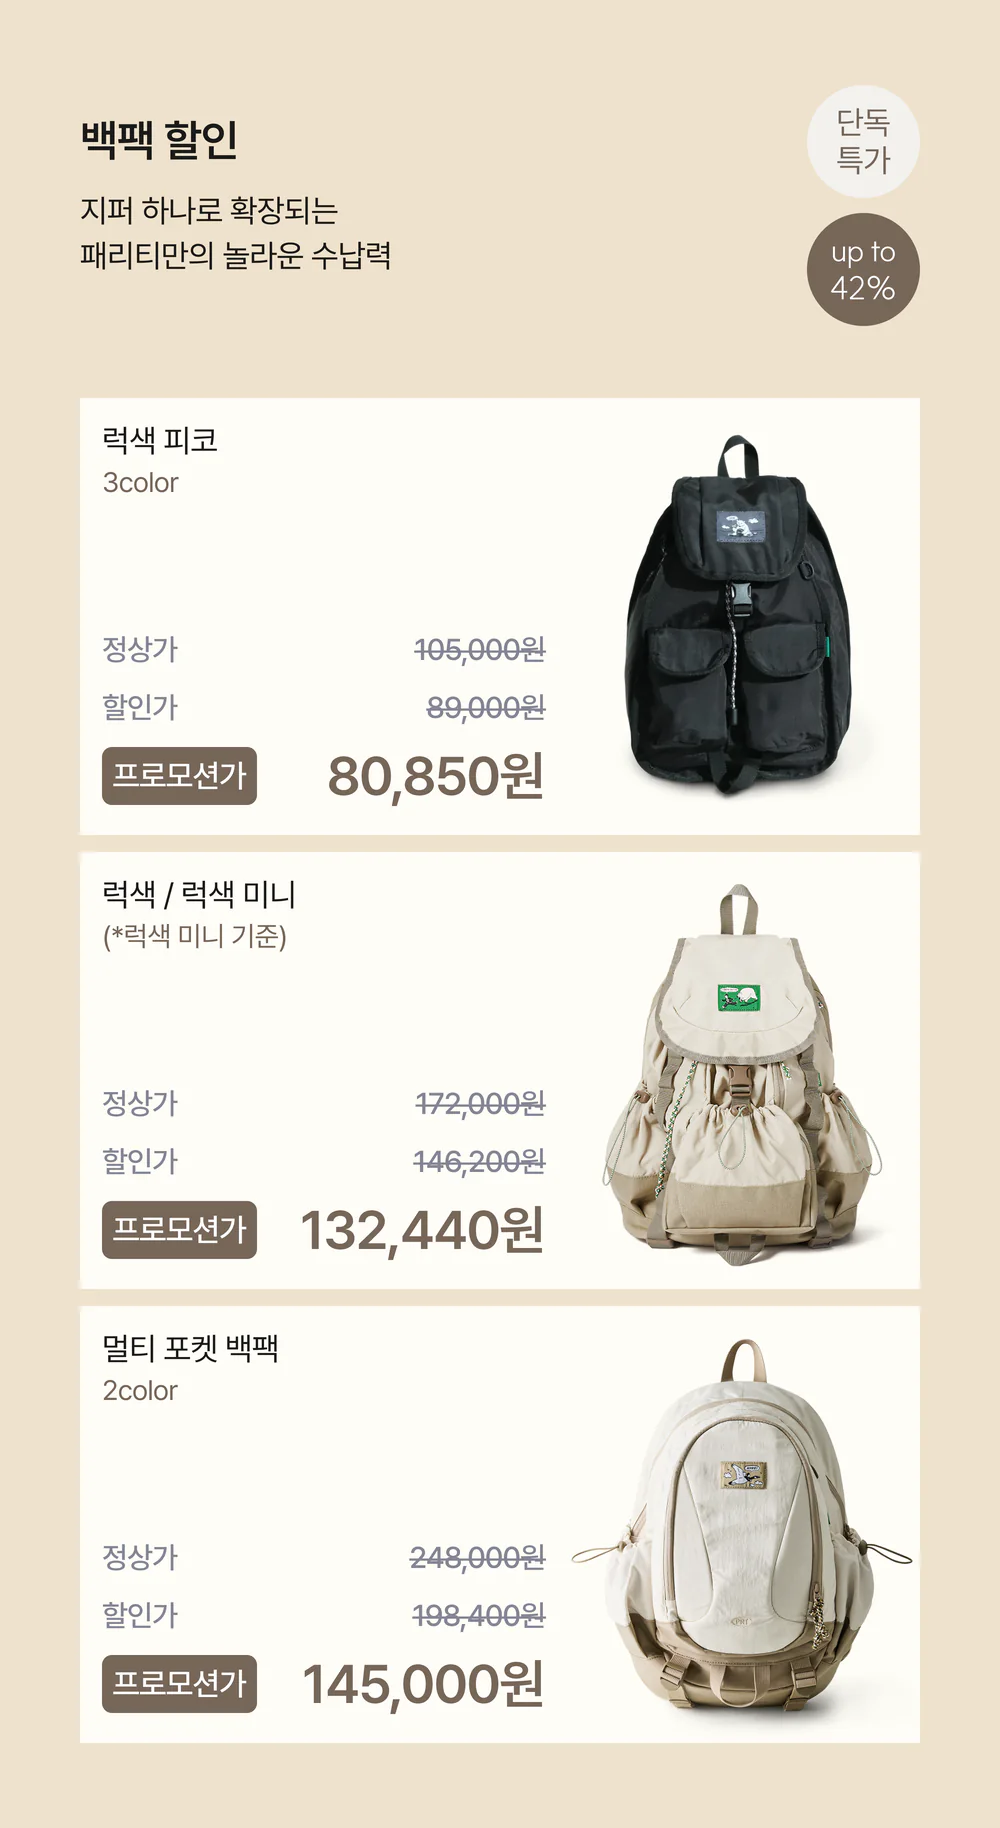 백팩 할인
지퍼 하나로 확장되는
패리티만의 놀라운 수납력
단독
특가
up to
42%
럭색 피코
3color
정상가 105,000원
할인가 89,000원
프로모션가 80,850원
럭색 / 럭색 미니
(*럭색 미니 기준)
정상가 172,000원
할인가 146,200원
프로모션가 132,440원
멀티 포켓 백팩
2color
정상가 248,000원
할인가 198,400원
프로모션가 145,000원